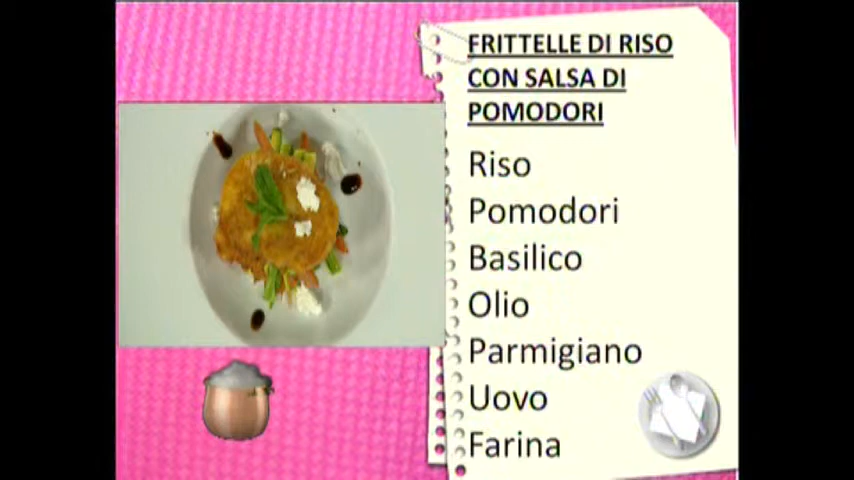 FRITTELLE DI RISO
CON SALSA DI
POMODORI
Riso
Pomodori
Basilico
Olio
Parmigiano
Uovo
Farina